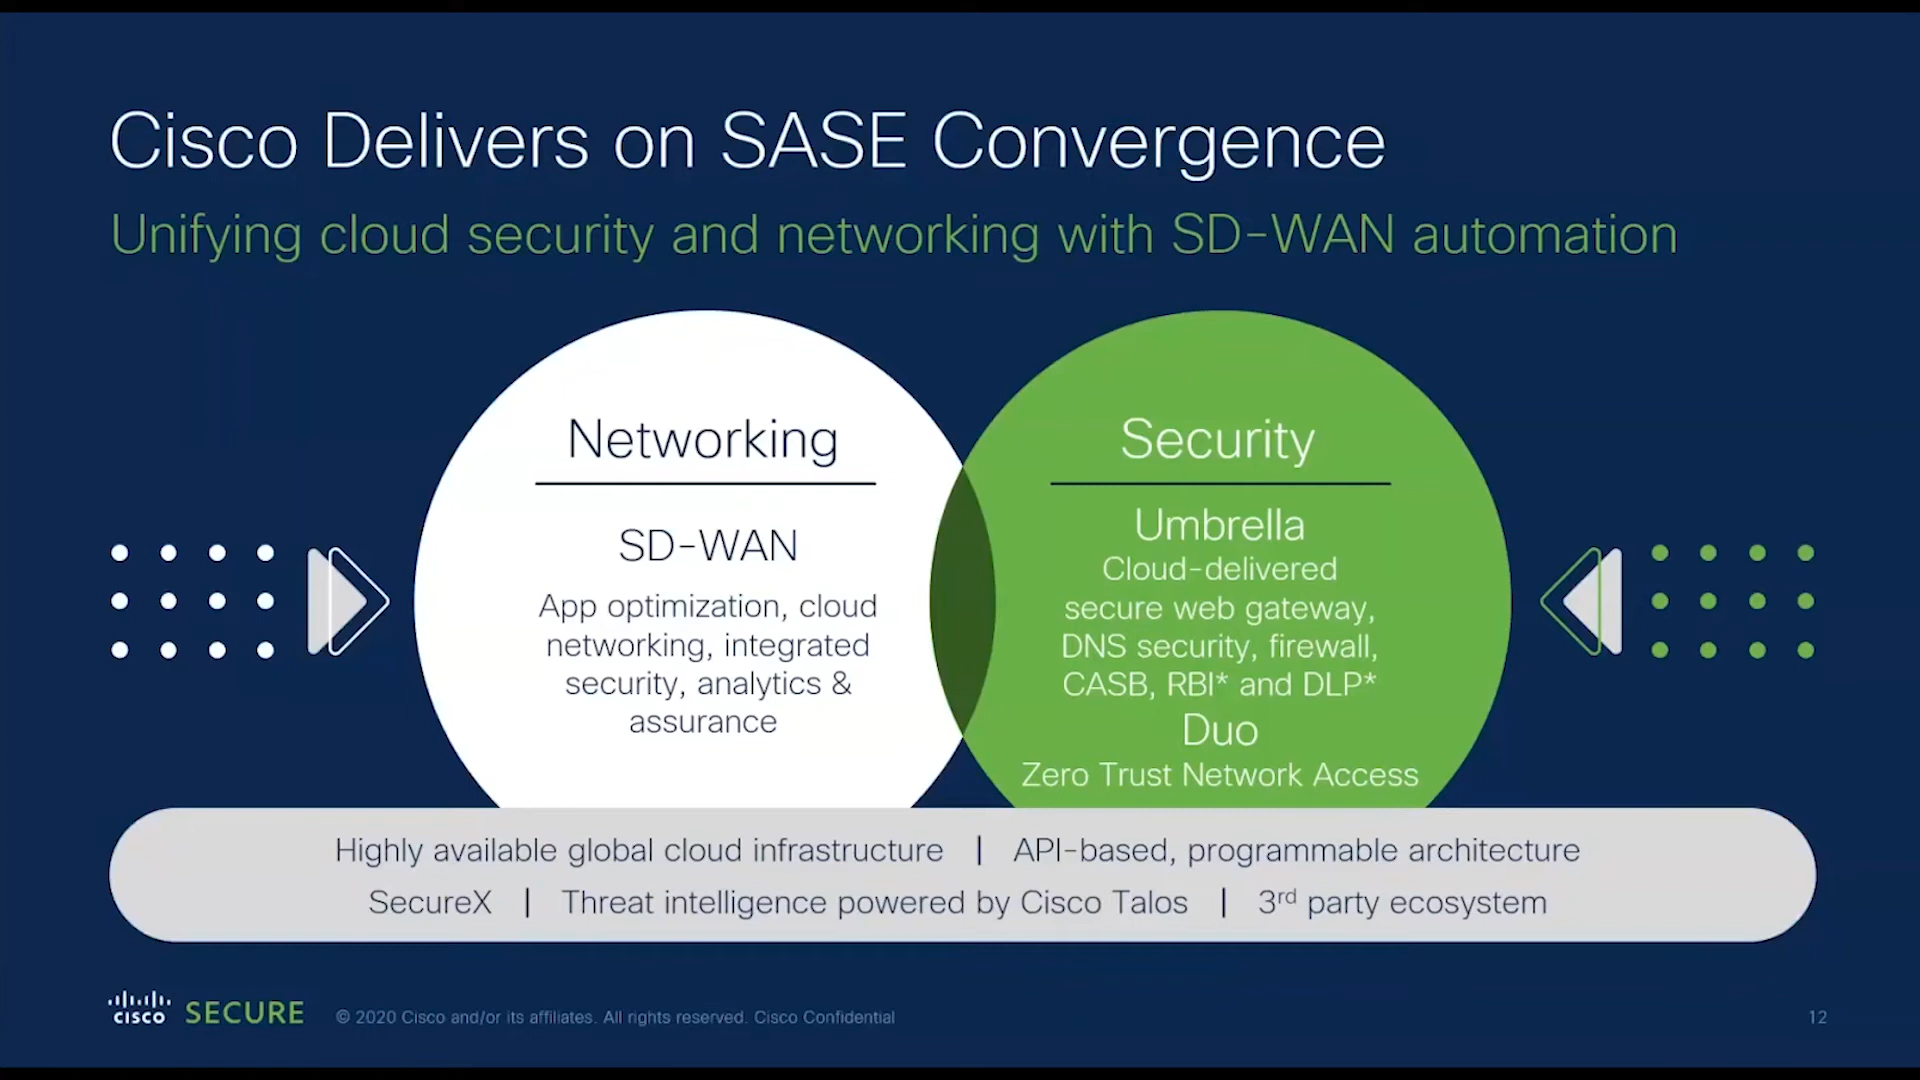 Cisco Delivers on SASE Convergence
Unifying cloud security and networking with SD-WAN automation
Networking
SD-WAN
App optimization, cloud
networking, integrated
security, analytics &
assurance
Security
Umbrella
Cloud-delivered
secure web gateway,
DNS security, firewall,
CASB, RBI* and DLP*
Duo
Zero Trust Network Access
Highly available global cloud infrastructure | API-based, programmable architecture
SecureX | Threat intelligence powered by Cisco Talos | 3rd party ecosystem
CISCO SECURE © 2020 Cisco and/or its affiliates. All rights reserved. Cisco Confidential 12